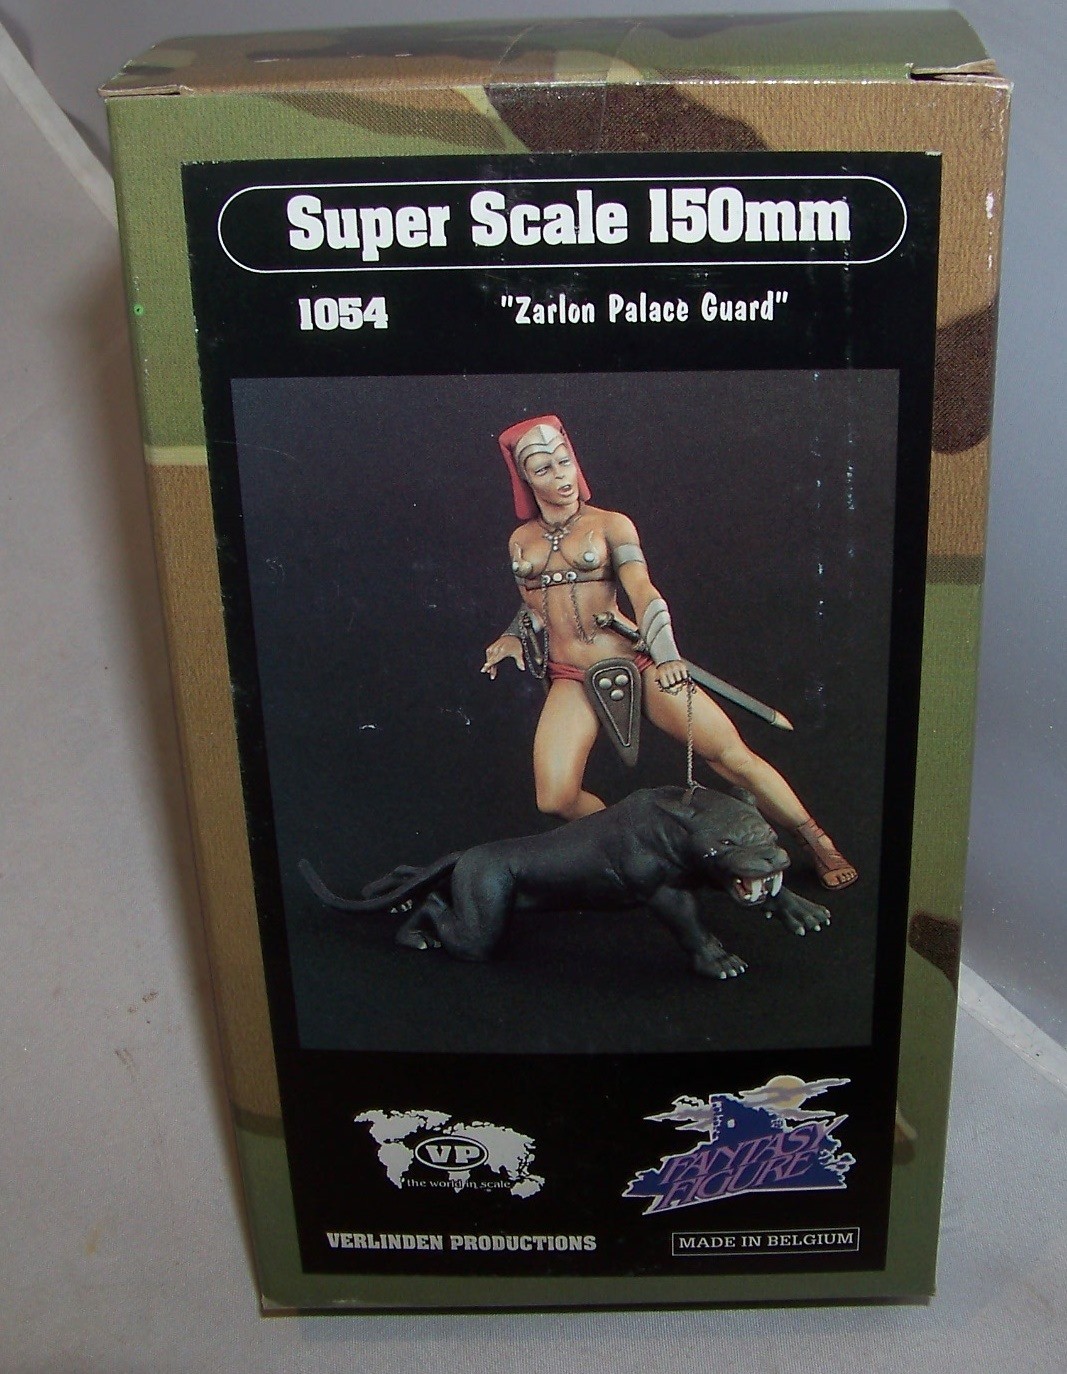 Super Scale 150mm
1054 "Zarlon Palace Guard"
VP
the world in scale
FANTASY
FIGURE
VERLINDEN PRODUCTIONS
MADE IN BELGIUM